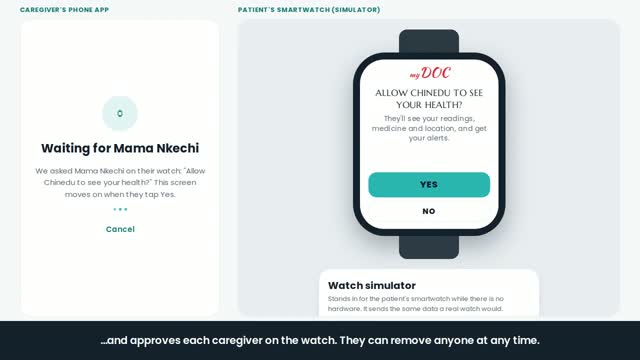 CAREGIVER'S PHONE APP
Waiting for Mama Nkechi
We asked Mama Nkechi on their watch: "Allow
Chinedu to see your health?" This screen
moves on when they tap Yes.
Cancel
PATIENT'S SMARTWATCH (SIMULATOR)
my DOC
ALLOW CHINEDU TO SEE
YOUR HEALTH?
They'll see your readings,
medicine and location, and get
your alerts.
YES
NO
Watch simulator
Stands in for the patient's smartwatch while there is no
hardware. It sends the same data a real watch would.
...and approves each caregiver on the watch. They can remove anyone at any time.